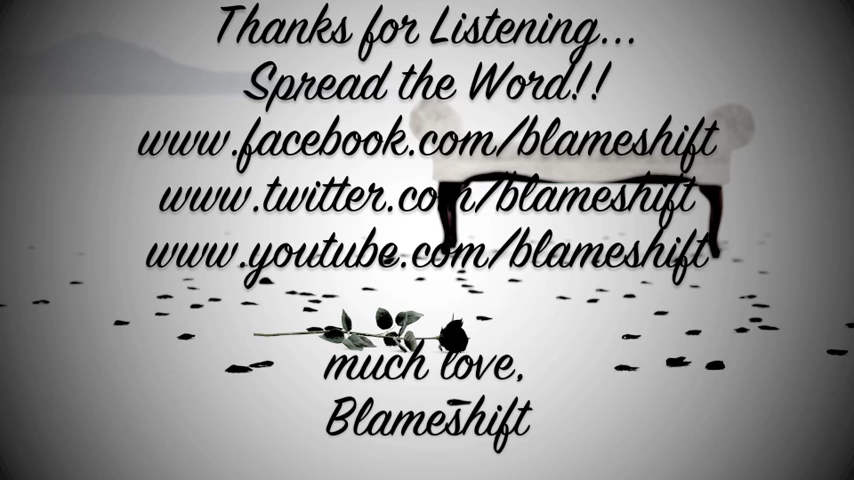 Thanks for Listening...
Spread the Word!!
www.facebook.com/blameshift
www.twitter.com/blameshift
www.youtube.com/blameshift
much love,
Blameshift